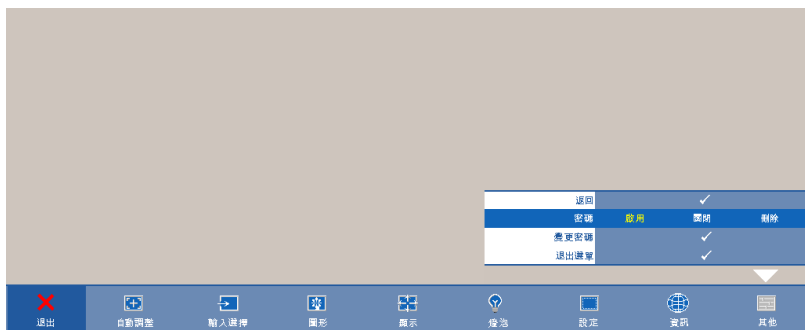 返回
密碼 啟用 關閉 刪除
變更密碼
退出選單
退出 自動調整 輸入選擇 圖形 顯示 燈泡 設定 資訊 其他